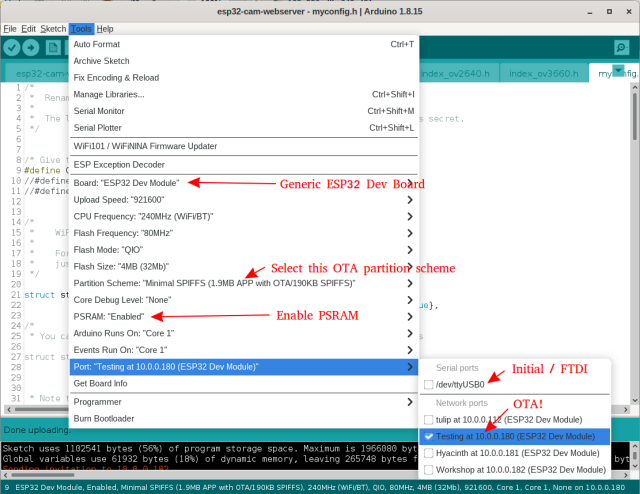 esp32-cam-webserver - myconfig.h | Arduino 1.8.15
File Edit Sketch Tools Help
esp32-cam-
index_ov2640.h
index_ov3660.h
Auto Format Ctrl+T
Archive Sketch
Fix Encoding & Reload
Manage Libraries... Ctrl+Shift+I
Serial Monitor Ctrl+Shift+M
Serial Plotter Ctrl+Shift+L
WiFi101 / WiFiNINA Firmware Updater
ESP Exception Decoder
Board: "ESP32 Dev Module"
Generic ESP32 Dev Board
Upload Speed: "921600"
CPU Frequency: "240MHz (WiFi/BT)"
Flash Frequency: "80MHz"
Flash Mode: "QIO"
Flash Size: "4MB (32Mb)"
Select this OTA partition scheme
Partition Scheme: "Minimal SPIFFS (1.9MB APP with OTA/190KB SPIFFS)"
Core Debug Level: "None"
PSRAM: "Enabled"
Enable PSRAM
Arduino Runs On: "Core 1"
Events Run On: "Core 1"
Port: "Testing at 10.0.0.180 (ESP32 Dev Module)"
Get Board Info
Programmer
Burn Bootloader
Serial ports
Initial / FTDI
/dev/ttyUSB0
Network ports
OTA!
tulip at 10.0.0.112 (ESP32 Dev Module)
Testing at 10.0.0.180 (ESP32 Dev Module)
Hyacinth at 10.0.0.181 (ESP32 Dev Module)
Workshop at 10.0.0.182 (ESP32 Dev Module)
1 /*
2 * Renam
3 *
4 * The l s secret.
5 */
6
7
8 /* Give t
9 #define C
10 //#define
11 //#define
12
13
14 /*
15 * WiF
16 *
17 * For
18 * jus
19 */
20
21 struct st ue},
22
23
24 /*
25 * You ca s
26
27 struct st
28
29
30
31 * Note t
Done uploading.
Sketch uses 1102541 bytes (56%) of program storage space. Maximum is 1966080 byt
Global variables use 61932 bytes (18%) of dynamic memory, leaving 265748 bytes f
byt
Sending invitation to 10.0.0.182
9 ESP32 Dev Module, Enabled, Minimal SPIFFS (1.9MB APP with OTA/190KB SPIFFS), 240MHz (WiFi/BT), QIO, 80MHz, 4MB (32Mb), 921600, Core 1, Core 1, None on 10.0.0.180